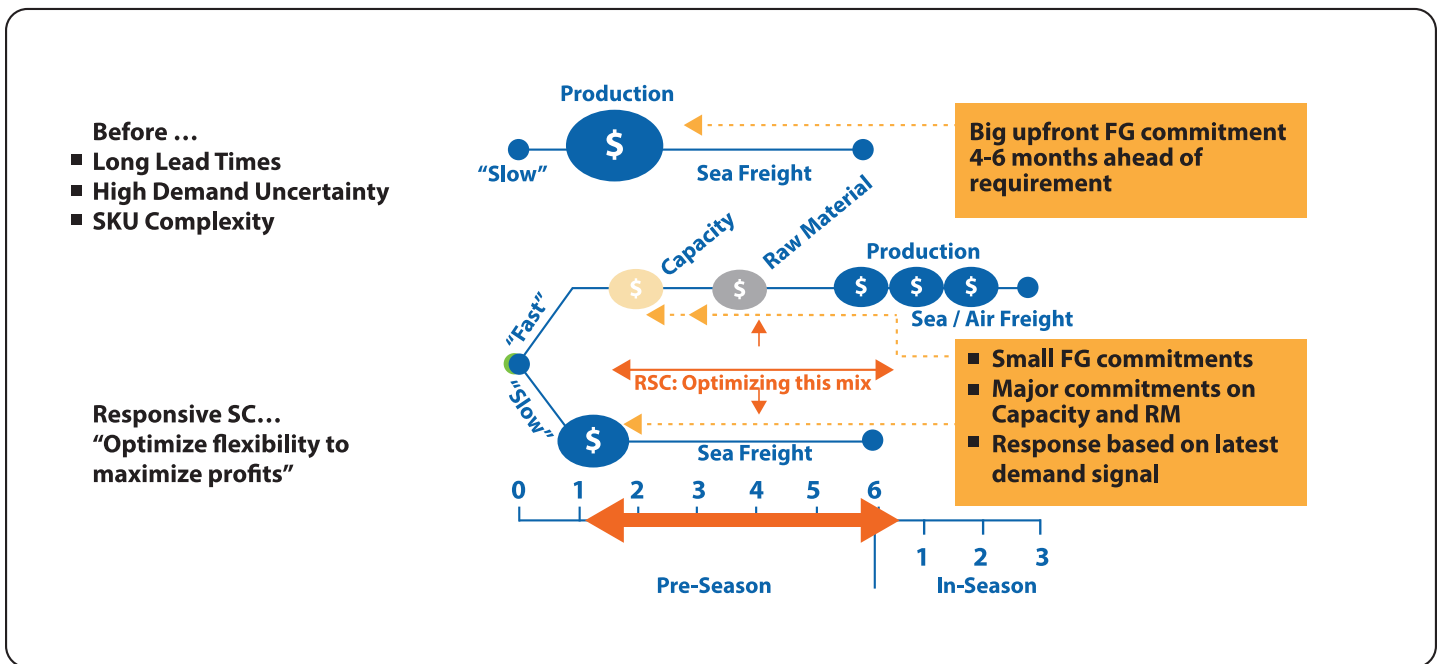 Before …
■ Long Lead Times
■ High Demand Uncertainty
■ SKU Complexity
Production
$
“Slow”
Sea Freight
Big upfront FG commitment
4-6 months ahead of
requirement
Capacity
Raw Material
Production
$
$
$
$
$
“Fast”
Sea / Air Freight
RSC: Optimizing this mix
“Slow”
$
Sea Freight
■ Small FG commitments
■ Major commitments on
Capacity and RM
■ Response based on latest
demand signal
Responsive SC…
“Optimize flexibility to
maximize profits”
0 1 2 3 4 5 6
1 2 3
Pre-Season
In-Season